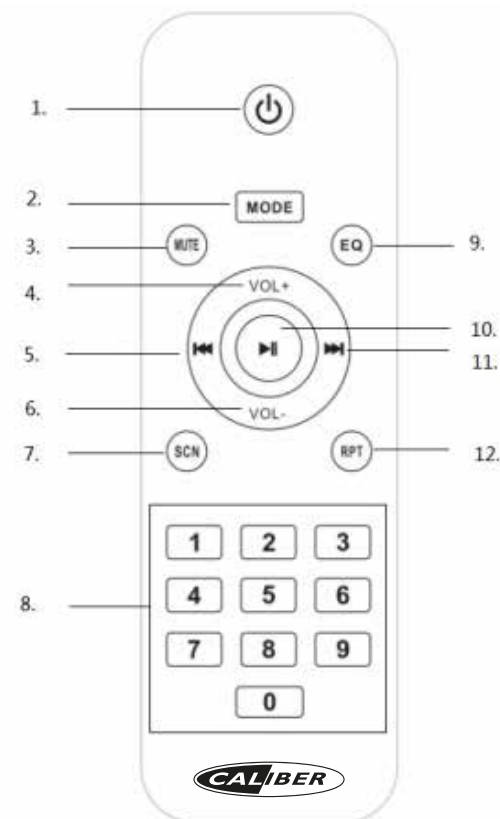 1.
2. MODE
3. MUTE EQ 9.
4. VOL+
10.
5. 11.
6. VOL-
7. SCN RPT 12.
1 2 3
8. 4 5 6
7 8 9
0
CALIBER